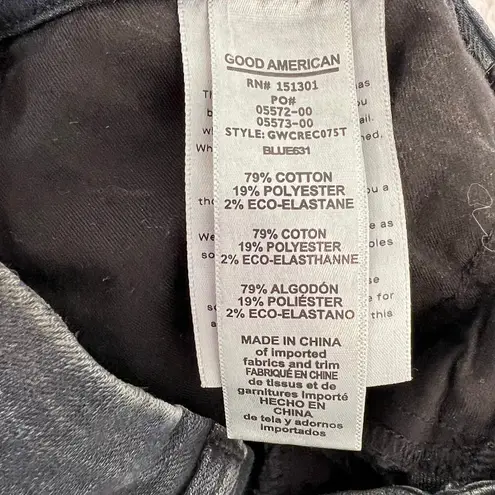 GOOD AMERICAN
RN# 151301
PO#
05572-00
05573-00
STYLE: GWCREC075T
BLUE631
79% COTTON
19% POLYESTER
2% ECO-ELASTANE
79% COTON
19% POLYESTER
2% ECO-ELASTHANNE
79% ALGODÓN
19% POLIÉSTER
2% ECO-ELASTANO
MADE IN CHINA
of imported
fabrics and trim
FABRIQUÉ EN CHINE
de tissus et de
garnitures importé
HECHO EN
CHINA
de tela y adornos
importados